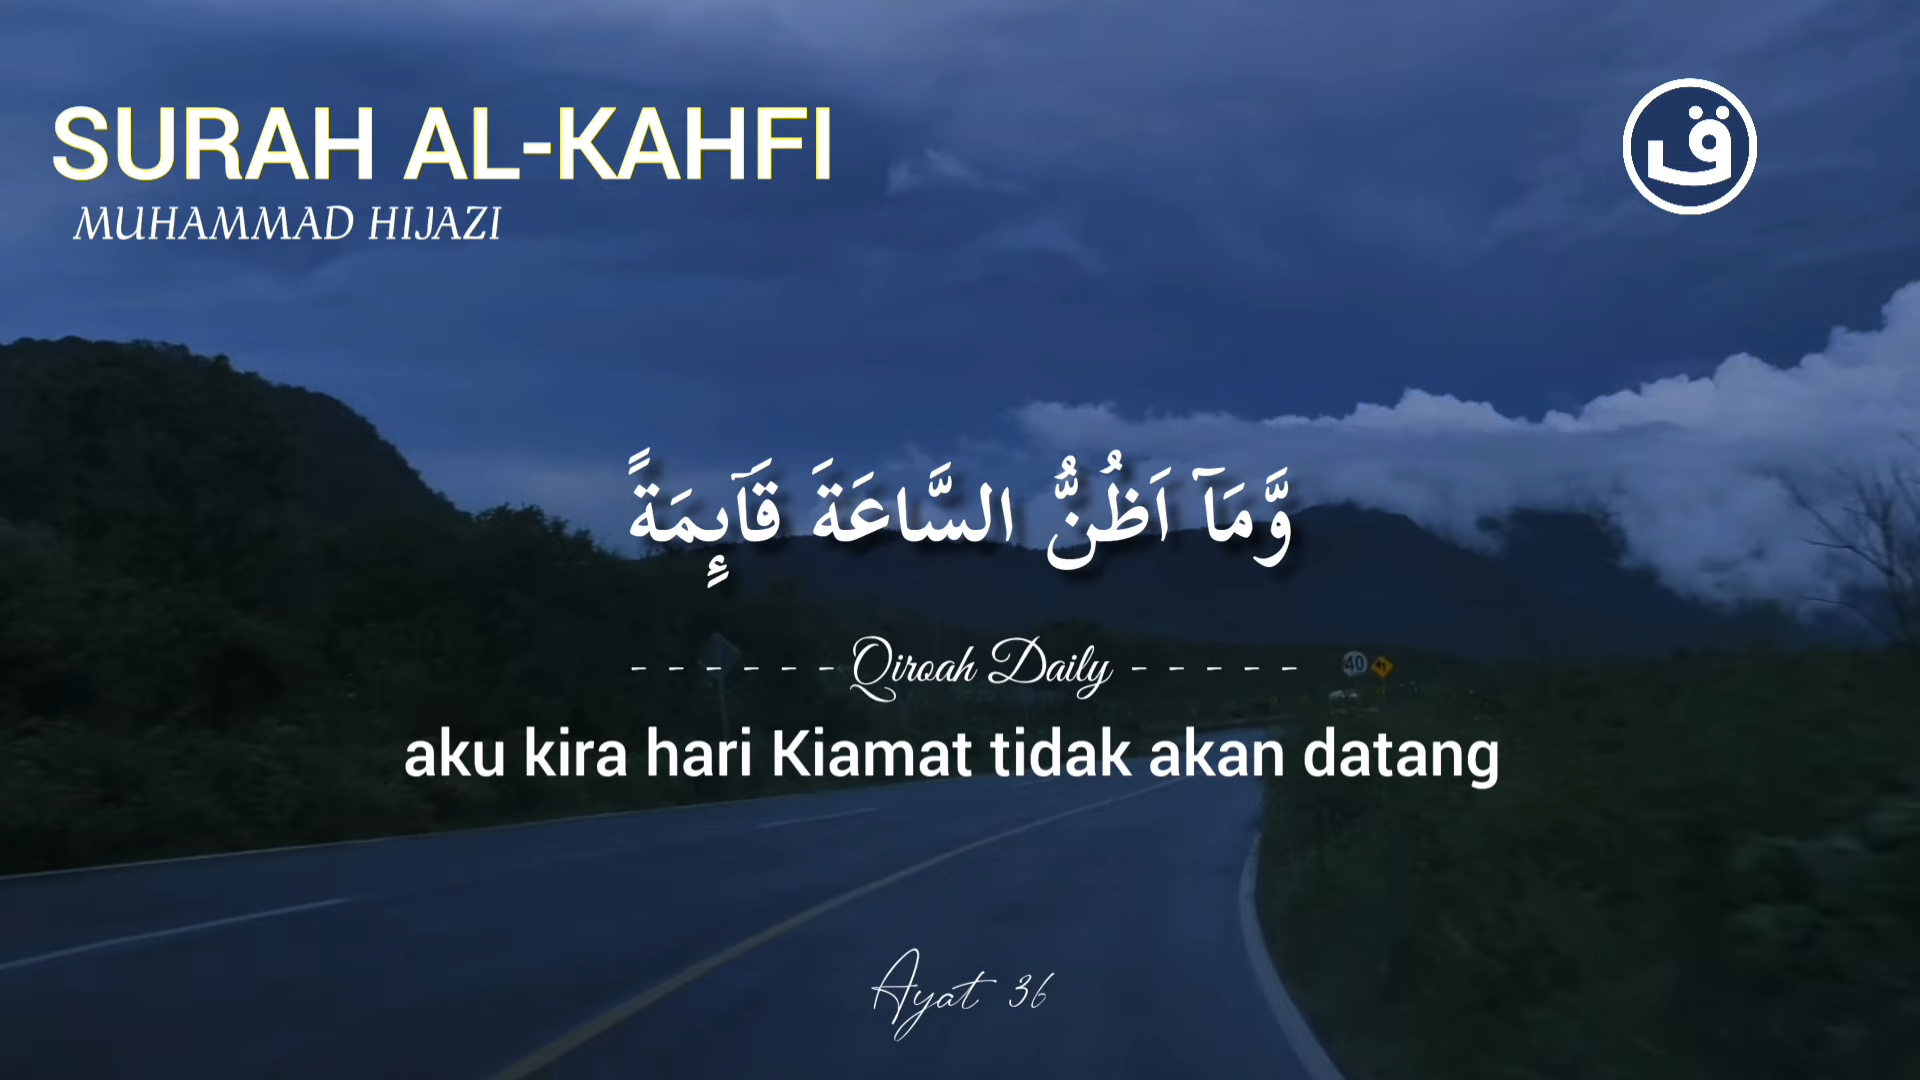 SURAH AL-KAHFI
MUHAMMAD HIJAZI
ق
وَّمَآ اَظُنُّ السَّاعَةَ قَاۤىِٕمَةً
- - - - - - Qiroah Daily - - - - -
40
aku kira hari Kiamat tidak akan datang
Ayat 36